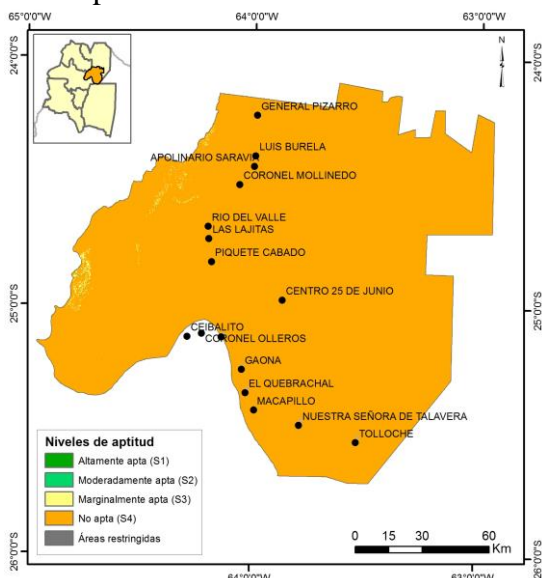 65°0'0"W 64°0'0"W 63°0'0"W
24°0'0"S
24°0'0"S
N
GENERAL PIZARRO
LUIS BURELA
APOLINARIO SARAVIA
CORONEL MOLLINEDO
RIO DEL VALLE
LAS LAJITAS
PIQUETE CABADO
CENTRO 25 DE JUNIO
25°0'0"S
25°0'0"S
CEIBALITO
CORONEL OLLEROS
GAONA
EL QUEBRACHAL
MACAPILLO
NUESTRA SEÑORA DE TALAVERA
TOLLOCHE
Niveles de aptitud
Altamente apta (S1)
Moderadamente apta (S2)
Marginalmente apta (S3)
No apta (S4)
Áreas restringidas
0 15 30 60
Km
26°0'0"S
26°0'0"S
64°0'0"W 63°0'0"W